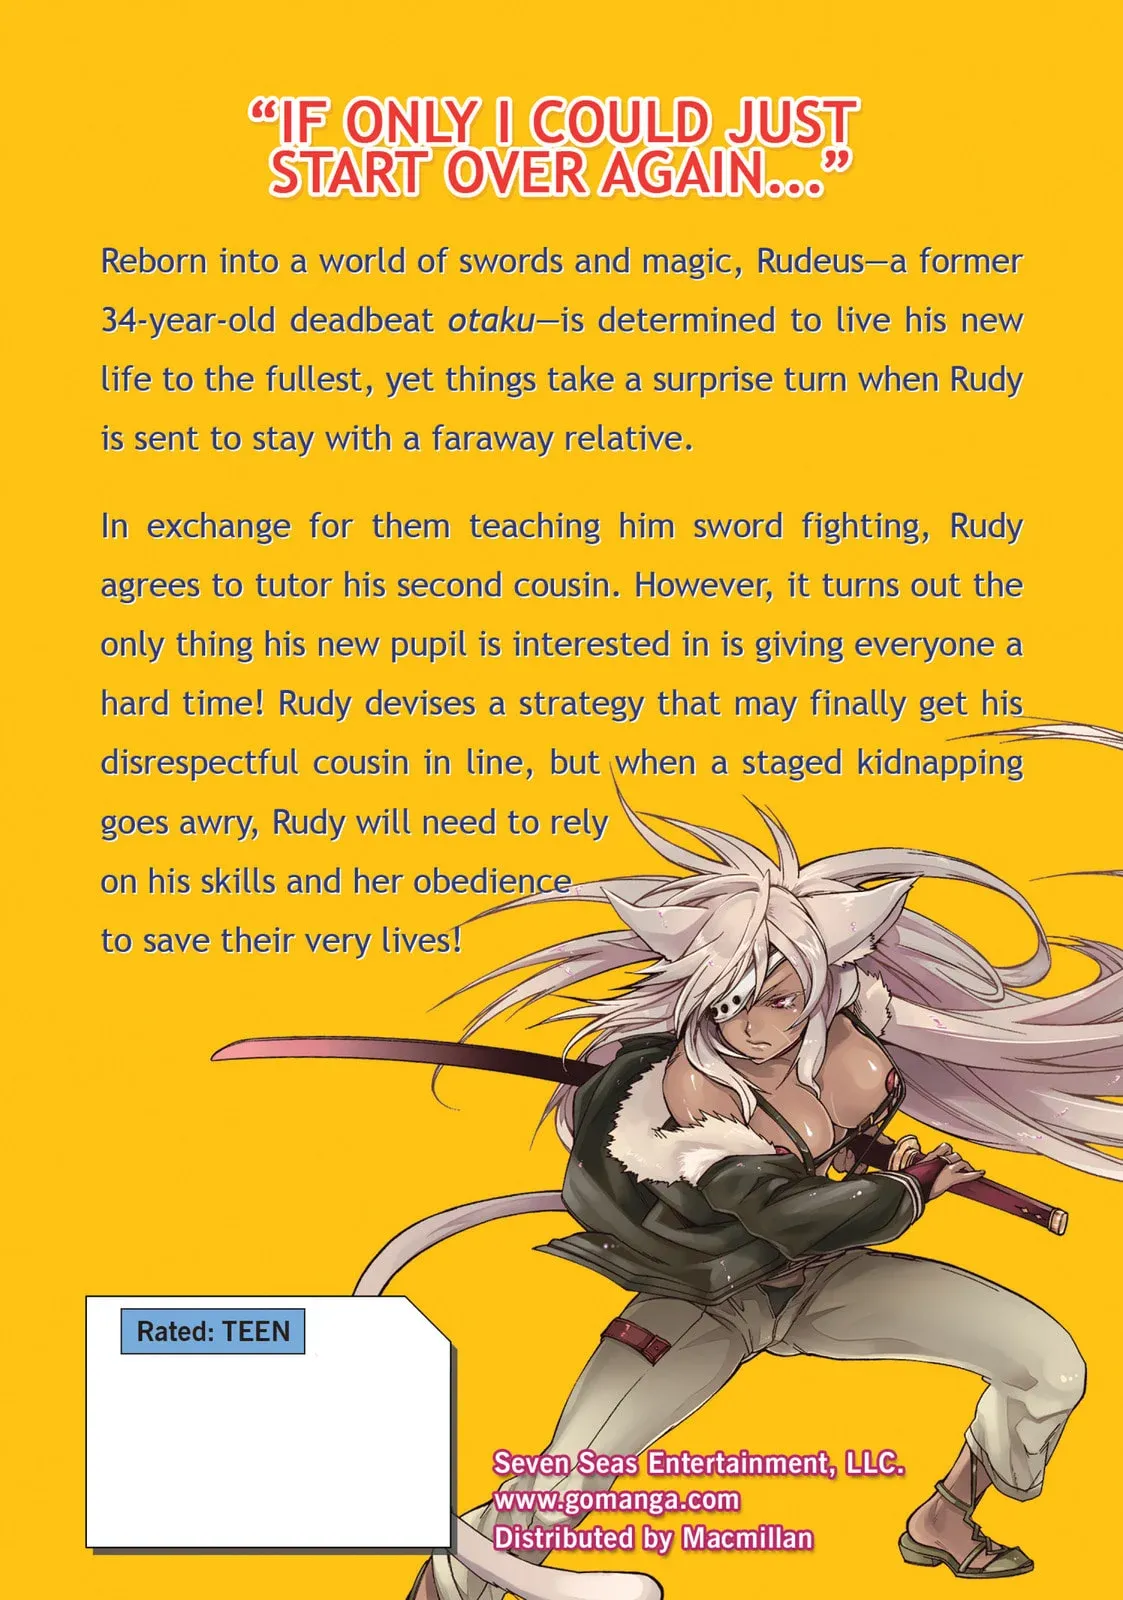 “IF ONLY I COULD JUST
START OVER AGAIN...”
Reborn into a world of swords and magic, Rudeus—a former
34-year-old deadbeat otaku—is determined to live his new
life to the fullest, yet things take a surprise turn when Rudy
is sent to stay with a faraway relative.
In exchange for them teaching him sword fighting, Rudy
agrees to tutor his second cousin. However, it turns out the
only thing his new pupil is interested in is giving everyone a
hard time! Rudy devises a strategy that may finally get his
disrespectful cousin in line, but when a staged kidnapping
goes awry, Rudy will need to rely
on his skills and her obedience
to save their very lives!
Rated: TEEN
Seven Seas Entertainment, LLC.
www.gomanga.com
Distributed by Macmillan